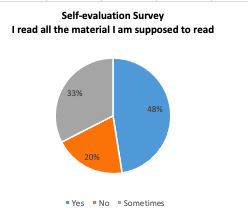 Self-evaluation Survey
I read all the material I am supposed to read
33%
48%
20%
Yes No Sometimes